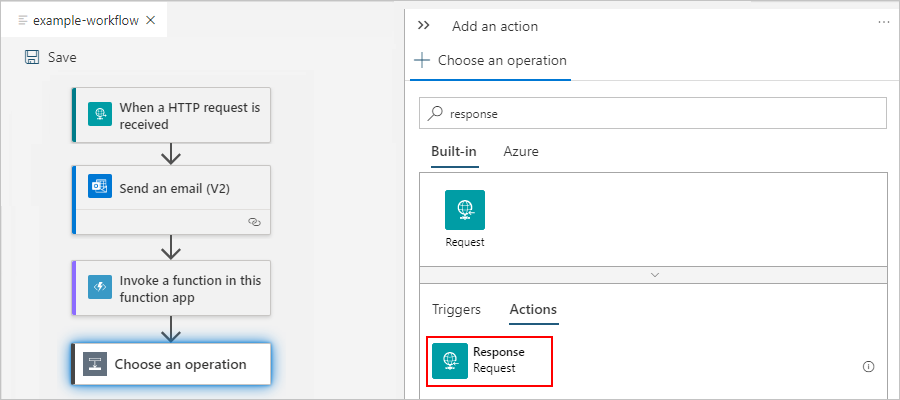 example-workflow
Save
When a HTTP request is
received
Send an email (V2)
Invoke a function in this
function app
Choose an operation
Add an action
Choose an operation
response
Built-in Azure
Request
Triggers Actions
Response
Request